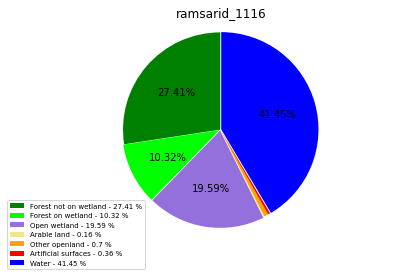 ramsarid_1116
27.41%
41.45%
10.32%
19.59%
Forest not on wetland - 27.41 %
Forest on wetland - 10.32 %
Open wetland - 19.59 %
Arable land - 0.16 %
Other openland - 0.7 %
Artificial surfaces - 0.36 %
Water - 41.45 %